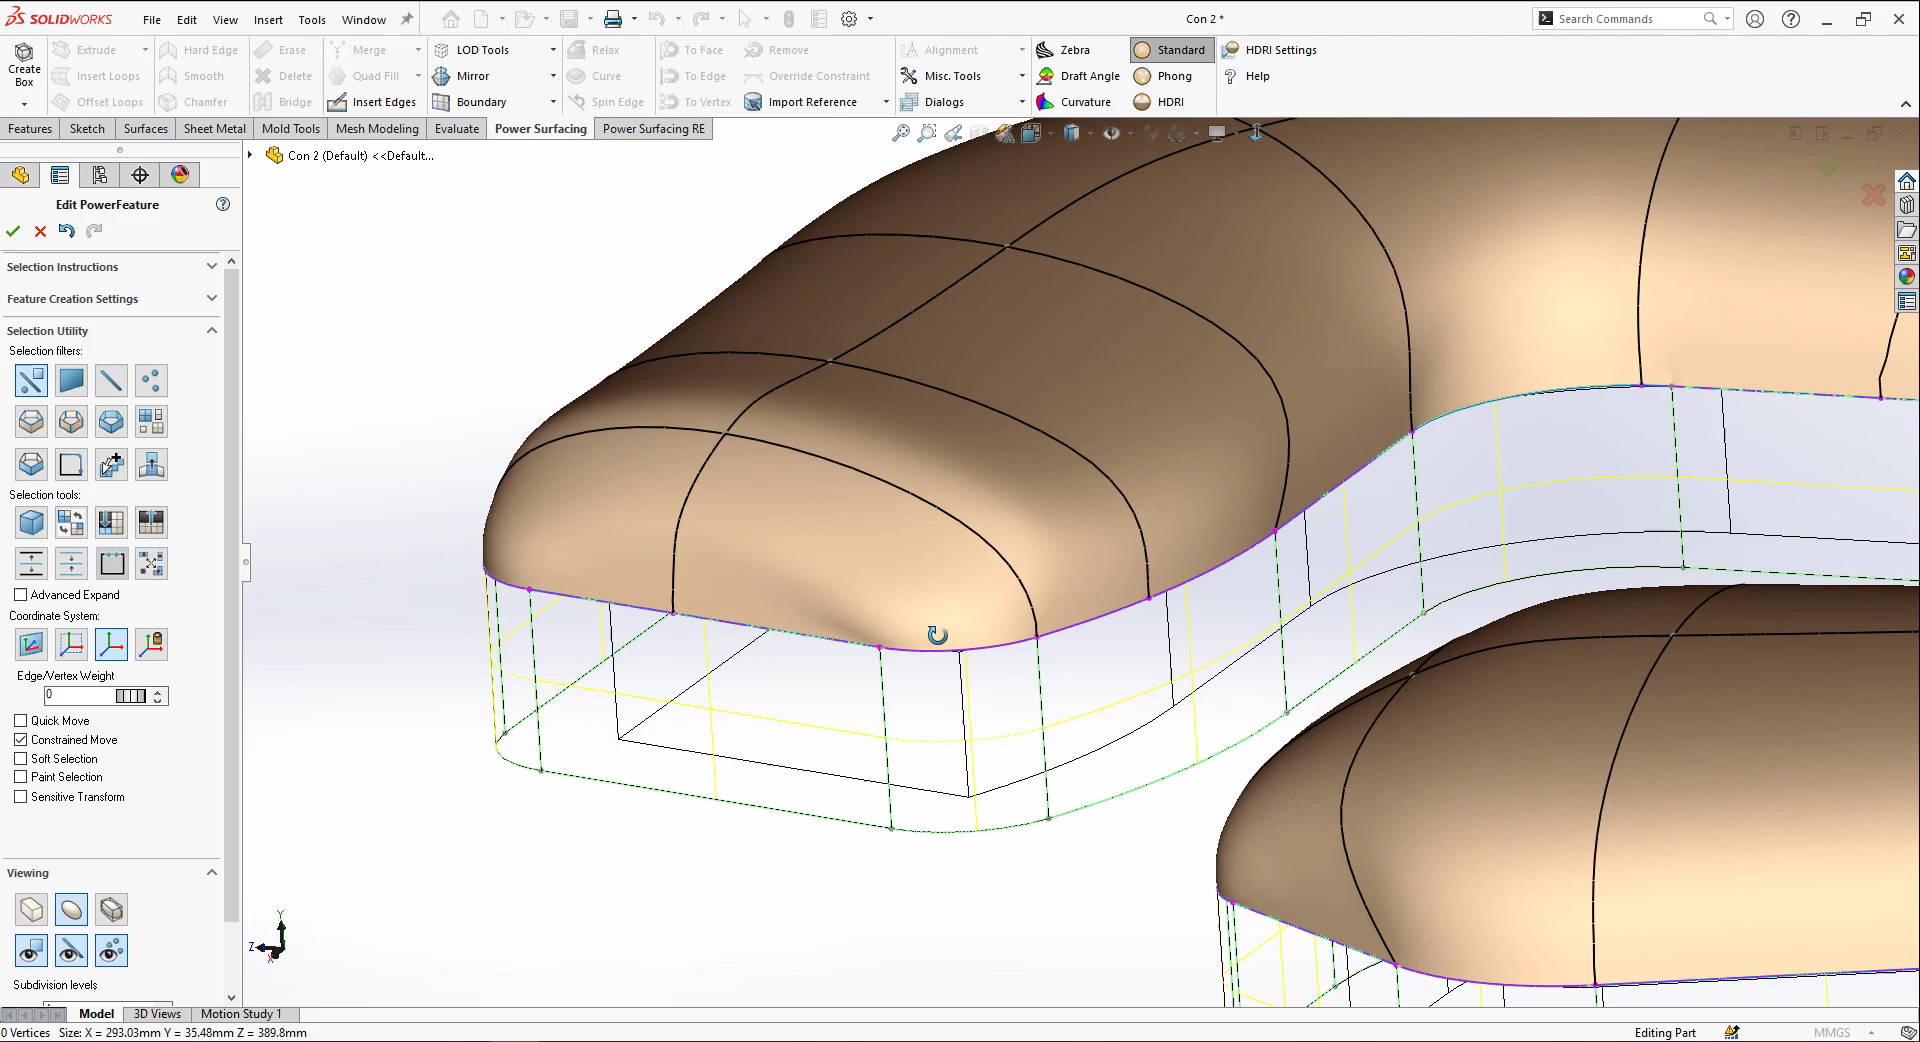 SOLIDWORKS File Edit View Insert Tools Window Con 2 * Search Commands
Create Box
Extrude Hard Edge Erase Merge LOD Tools Relax To Face Remove Alignment Zebra Standard HDRI Settings
Insert Loops Smooth Delete Quad Fill Mirror Curve To Edge Override Constraint Misc. Tools Draft Angle Phong Help
Offset Loops Chamfer Bridge Insert Edges Boundary Spin Edge To Vertex Import Reference Dialogs Curvature HDRI
Features Sketch Surfaces Sheet Metal Mold Tools Mesh Modeling Evaluate Power Surfacing Power Surfacing RE
Con 2 (Default) <<Default...
Edit PowerFeature
Selection Instructions
Feature Creation Settings
Selection Utility
Selection filters:
Selection tools:
Advanced Expand
Coordinate System:
Edge/Vertex Weight
0
Quick Move
Constrained Move
Soft Selection
Paint Selection
Sensitive Transform
Viewing
Subdivision levels
Y
Z
X
Model 3D Views Motion Study 1
0 Vertices Size: X = 293.03mm Y = 35.48mm Z = 389.8mm Editing Part MMGS